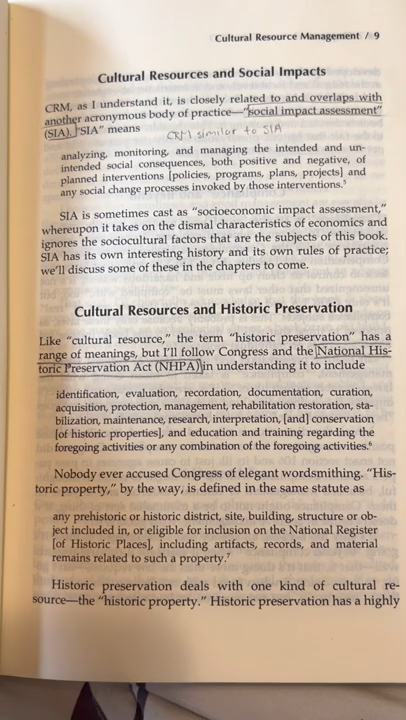 Cultural Resource Management / 9
Cultural Resources and Social Impacts
CRM, as I understand it, is closely related to and overlaps with
another acronymous body of practice—"social impact assessment"
(SIA). "SIA" means
CRM similar to SIA
analyzing, monitoring, and managing the intended and un-
intended social consequences, both positive and negative, of
planned interventions [policies, programs, plans, projects] and
any social change processes invoked by those interventions.⁵
SIA is sometimes cast as "socioeconomic impact assessment,"
whereupon it takes on the dismal characteristics of economics and
ignores the sociocultural factors that are the subjects of this book.
SIA has its own interesting history and its own rules of practice;
we'll discuss some of these in the chapters to come.
Cultural Resources and Historic Preservation
Like "cultural resource," the term "historic preservation" has a
range of meanings, but I'll follow Congress and the National His-
toric Preservation Act (NHPA) in understanding it to include
identification, evaluation, recordation, documentation, curation,
acquisition, protection, management, rehabilitation restoration, sta-
bilization, maintenance, research, interpretation, [and] conservation
[of historic properties], and education and training regarding the
foregoing activities or any combination of the foregoing activities.⁶
Nobody ever accused Congress of elegant wordsmithing. "His-
toric property," by the way, is defined in the same statute as
any prehistoric or historic district, site, building, structure or ob-
ject included in, or eligible for inclusion on the National Register
[of Historic Places], including artifacts, records, and material
remains related to such a property.⁷
Historic preservation deals with one kind of cultural re-
source—the "historic property." Historic preservation has a highly